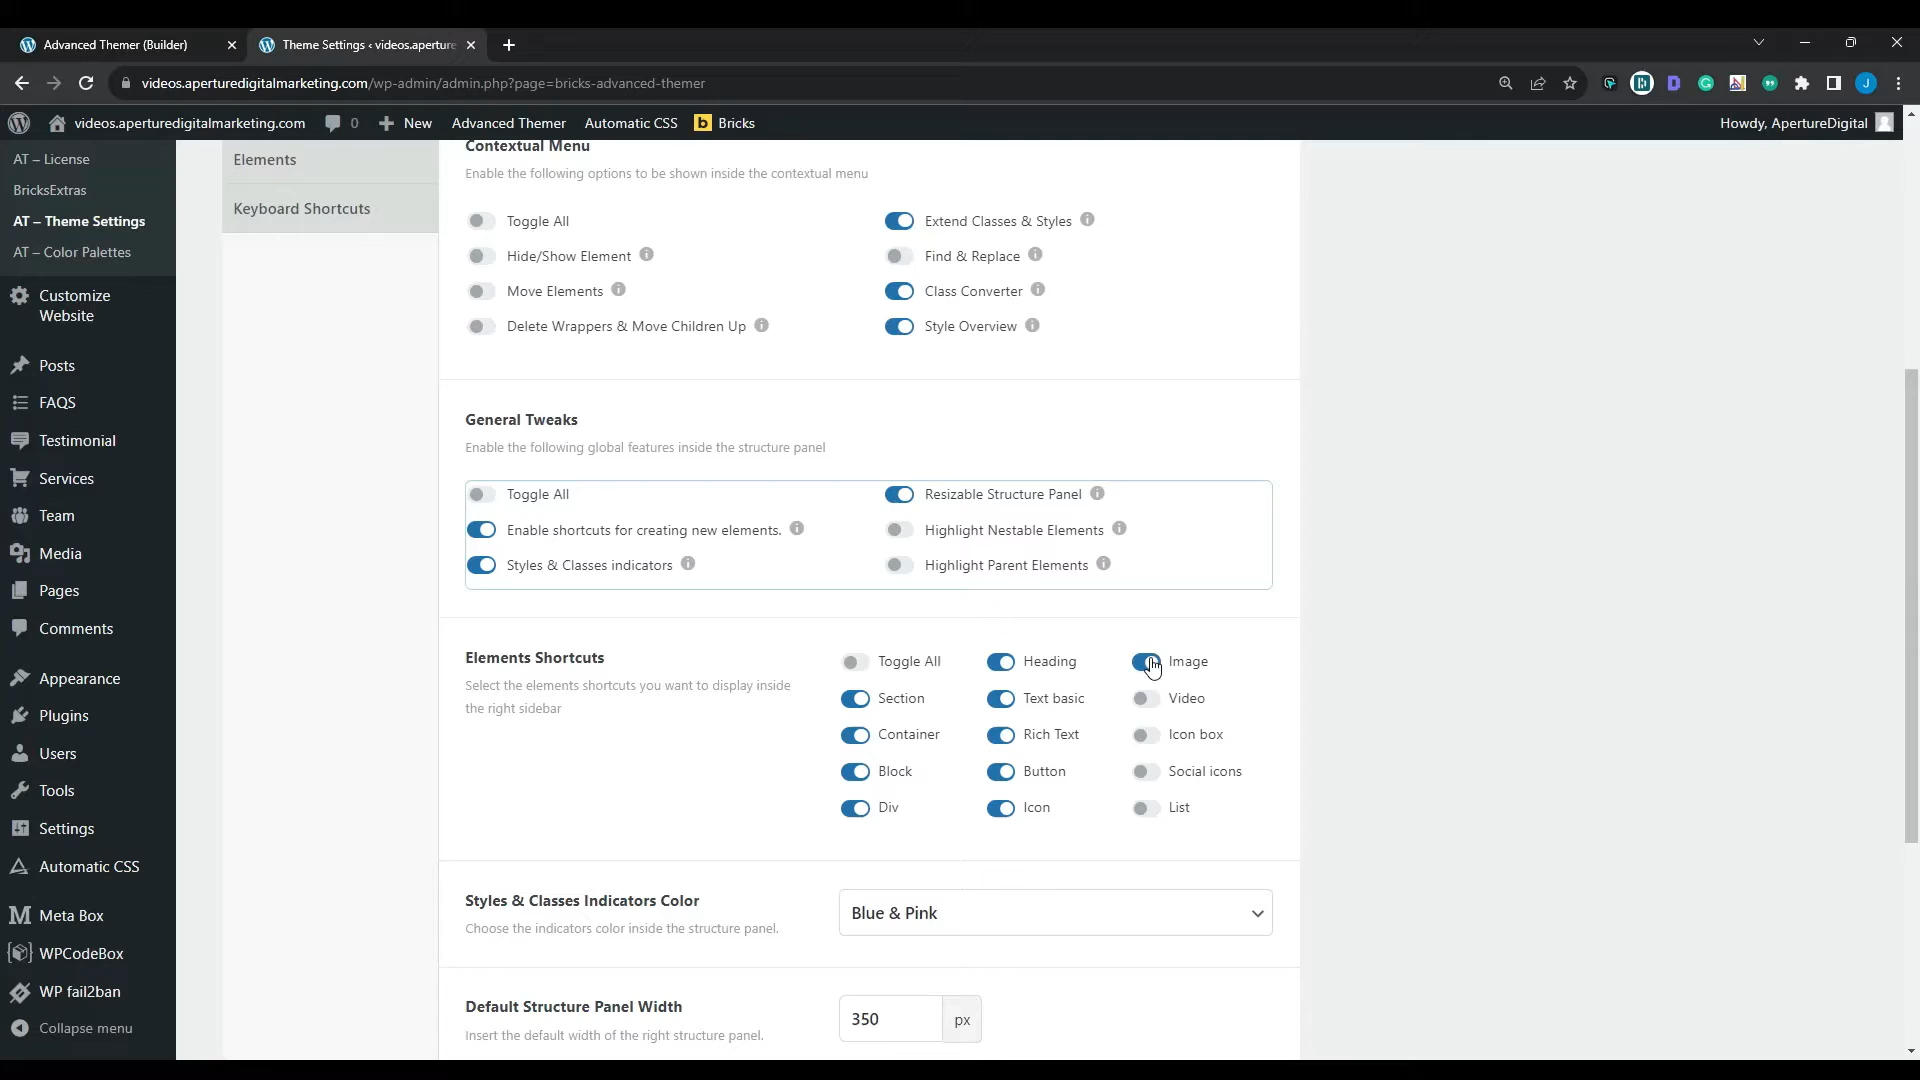 Advanced Themer (Builder)
Theme Settings ‹ videos.aperture
videos.aperturedigitalmarketing.com/wp-admin/admin.php?page=bricks-advanced-themer
videos.aperturedigitalmarketing.com
0
New
Advanced Themer
Automatic CSS
b
Bricks
Howdy, ApertureDigital
AT – License
BricksExtras
AT – Theme Settings
AT – Color Palettes
Customize
Website
Posts
FAQS
Testimonial
Services
Team
Media
Pages
Comments
Appearance
Plugins
Users
Tools
Settings
Automatic CSS
Meta Box
WPCodeBox
WP fail2ban
Collapse menu
Elements
Keyboard Shortcuts
Contextual Menu
Enable the following options to be shown inside the contextual menu
Toggle All
Extend Classes & Styles
Hide/Show Element
Find & Replace
Move Elements
Class Converter
Delete Wrappers & Move Children Up
Style Overview
General Tweaks
Enable the following global features inside the structure panel
Toggle All
Resizable Structure Panel
Enable shortcuts for creating new elements.
Highlight Nestable Elements
Styles & Classes indicators
Highlight Parent Elements
Elements Shortcuts
Select the elements shortcuts you want to display inside
the right sidebar
Toggle All
Heading
Image
Section
Text basic
Video
Container
Rich Text
Icon box
Block
Button
Social icons
Div
Icon
List
Styles & Classes Indicators Color
Choose the indicators color inside the structure panel.
Blue & Pink
Default Structure Panel Width
Insert the default width of the right structure panel.
350
px